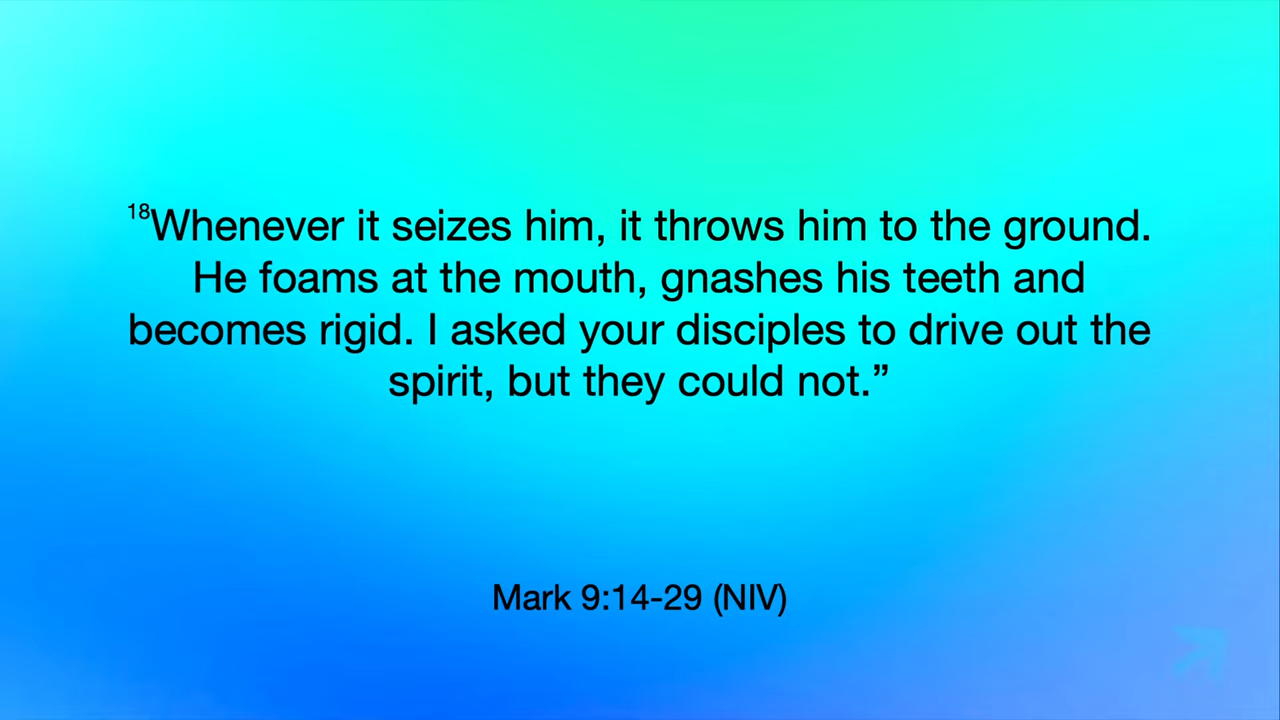 18Whenever it seizes him, it throws him to the ground.
He foams at the mouth, gnashes his teeth and
becomes rigid. I asked your disciples to drive out the
spirit, but they could not.”
Mark 9:14-29 (NIV)